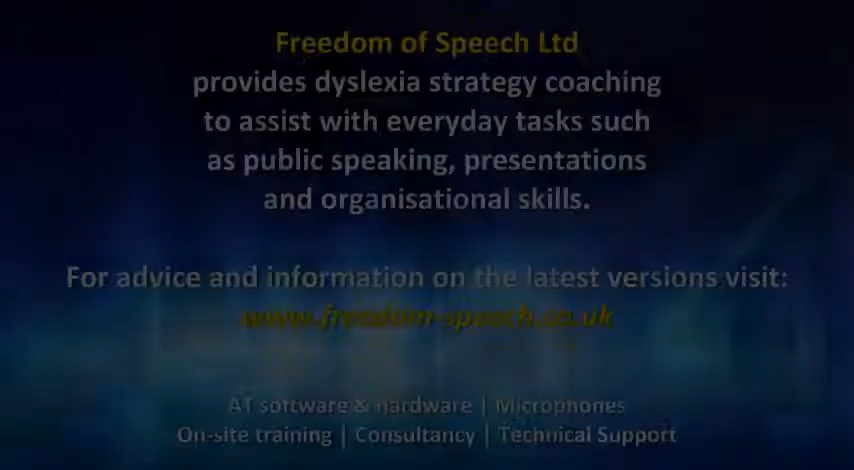 Freedom of Speech Ltd
provides dyslexia strategy coaching
to assist with everyday tasks such
as public speaking, presentations
and organisational skills.
For advice and information on the latest versions visit:
www.freedom-speech.co.uk
AT software & hardware | Microphones
On-site training | Consultancy | Technical Support